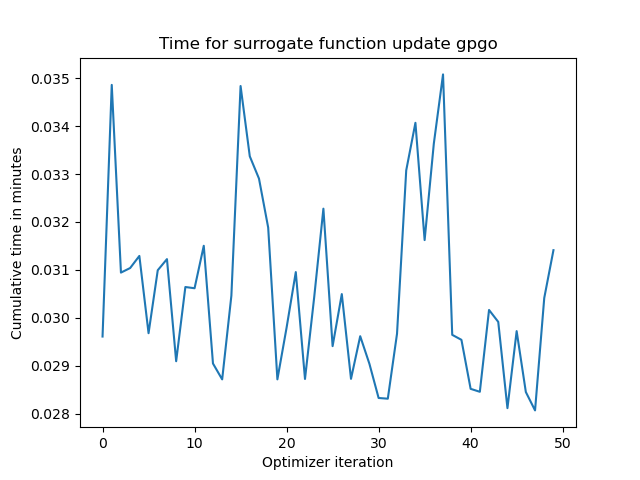 Time for surrogate function update gpgo
0.035
0.034
0.033
0.032
0.031
0.030
0.029
0.028
Cumulative time in minutes
0 10 20 30 40 50
Optimizer iteration